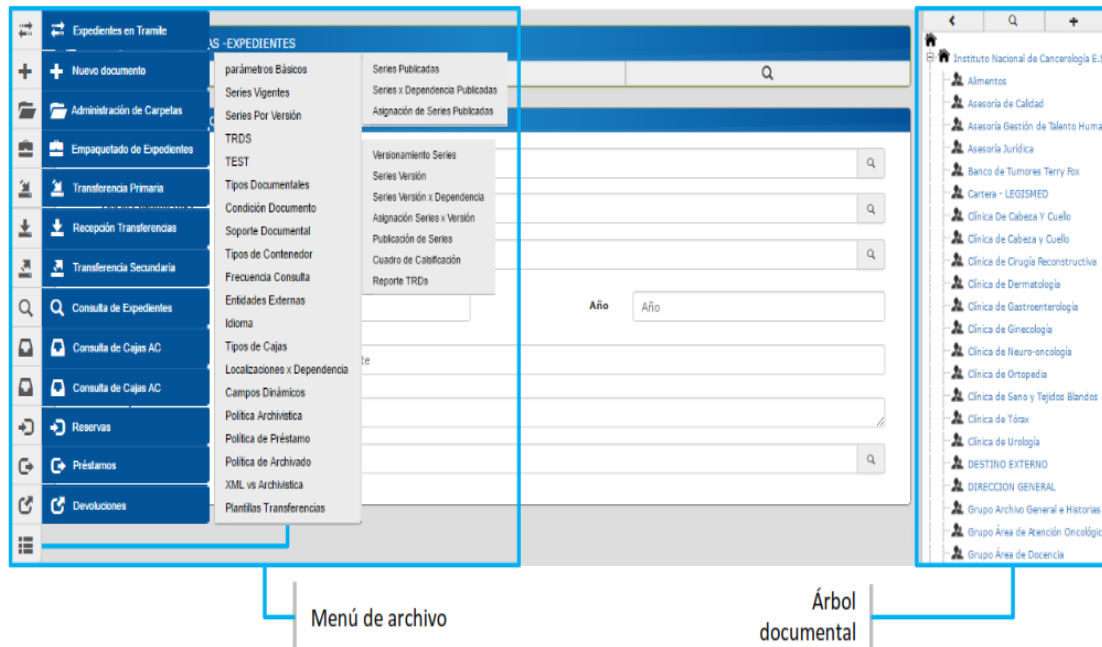 Expedientes en Tramite
Nuevo documento
Administración de Carpetas
Empaquetado de Expedientes
Transferencia Primaria
Recepción Transferencias
Transferencia Secundaria
Consulta de Expedientes
Consulta de Cajas AC
Consulta de Cajas AC
Reservas
Préstamos
Devoluciones
AS -EXPEDIENTES
parámetros Básicos
Series Vigentes
Series Por Versión
TRDS
TEST
Tipos Documentales
Condición Documento
Soporte Documental
Tipos de Contenedor
Frecuencia Consulta
Entidades Externas
Idioma
Tipos de Cajas
Localizaciones x Dependencia
Campos Dinámicos
Política Archivistica
Política de Préstamo
Política de Archivado
XML vs Archivistica
Plantillas Transferencias
Series Publicadas
Series x Dependencia Publicadas
Asignación de Series Publicadas
Versionamiento Series
Series Versión
Series Versión x Dependencia
Asignación Series x Versión
Publicación de Series
Cuadro de Calsificación
Reporte TRDs
Año
Año
te
Instituto Nacional de Cancerología E.S
Alimentos
Asesoría de Calidad
Asesoría Gestión de Talento Huma
Asesoría Jurídica
Banco de Tumores Terry Fox
Cartera - LEGISMED
Clínica De Cabeza Y Cuello
Clínica de Cabeza y Cuello
Clínica de Cirugía Reconstructiva
Clínica de Dermatología
Clínica de Gastroenterología
Clínica de Ginecología
Clínica de Neuro-oncología
Clínica de Ortopedia
Clínica de Seno y Tejidos Blandos
Clínica de Tórax
Clínica de Urología
DESTINO EXTERNO
DIRECCION GENERAL
Grupo Archivo General e Historias
Grupo Área de Atención Oncológic
Grupo Área de Docencia
Menú de archivo
Árbol
documental